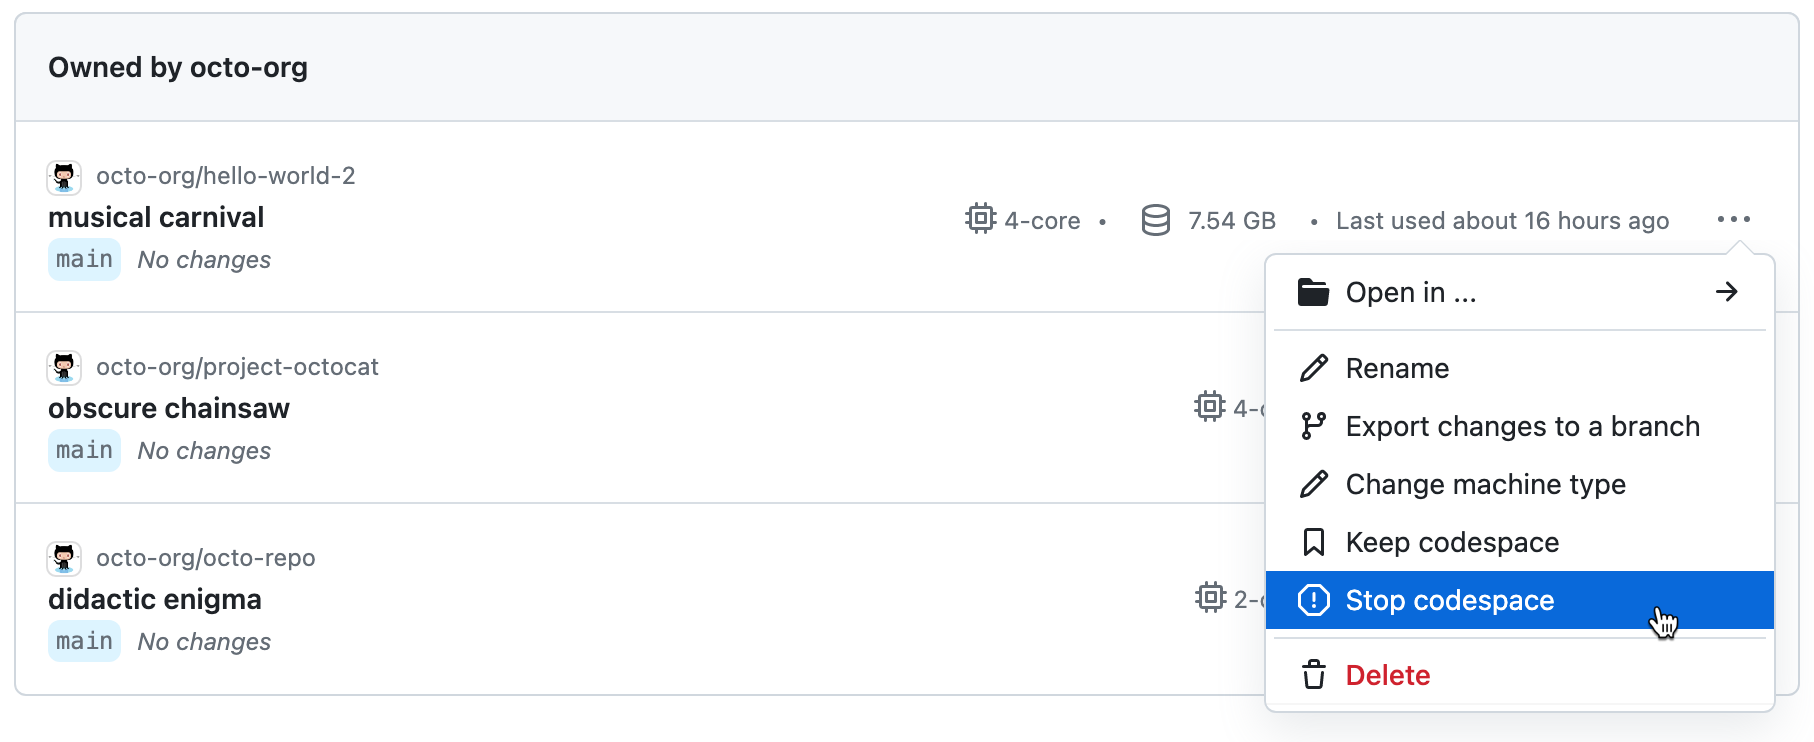 Owned by octo-org
octo-org/hello-world-2
musical carnival
main No changes
4-core • 7.54 GB • Last used about 16 hours ago ...
Open in ...
Rename
Export changes to a branch
Change machine type
Keep codespace
Stop codespace
Delete
octo-org/project-octocat
obscure chainsaw
main No changes
4-
octo-org/octo-repo
didactic enigma
main No changes
2-